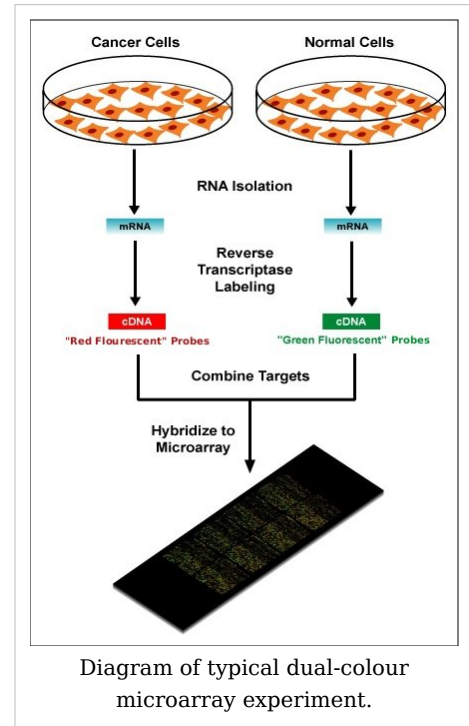 Cancer Cells
Normal Cells
RNA Isolation
mRNA
mRNA
Reverse
Transcriptase
Labeling
cDNA
cDNA
"Red Flourescent" Probes
"Green Fluorescent" Probes
Combine Targets
Hybridize to
Microarray
Diagram of typical dual-colour
microarray experiment.